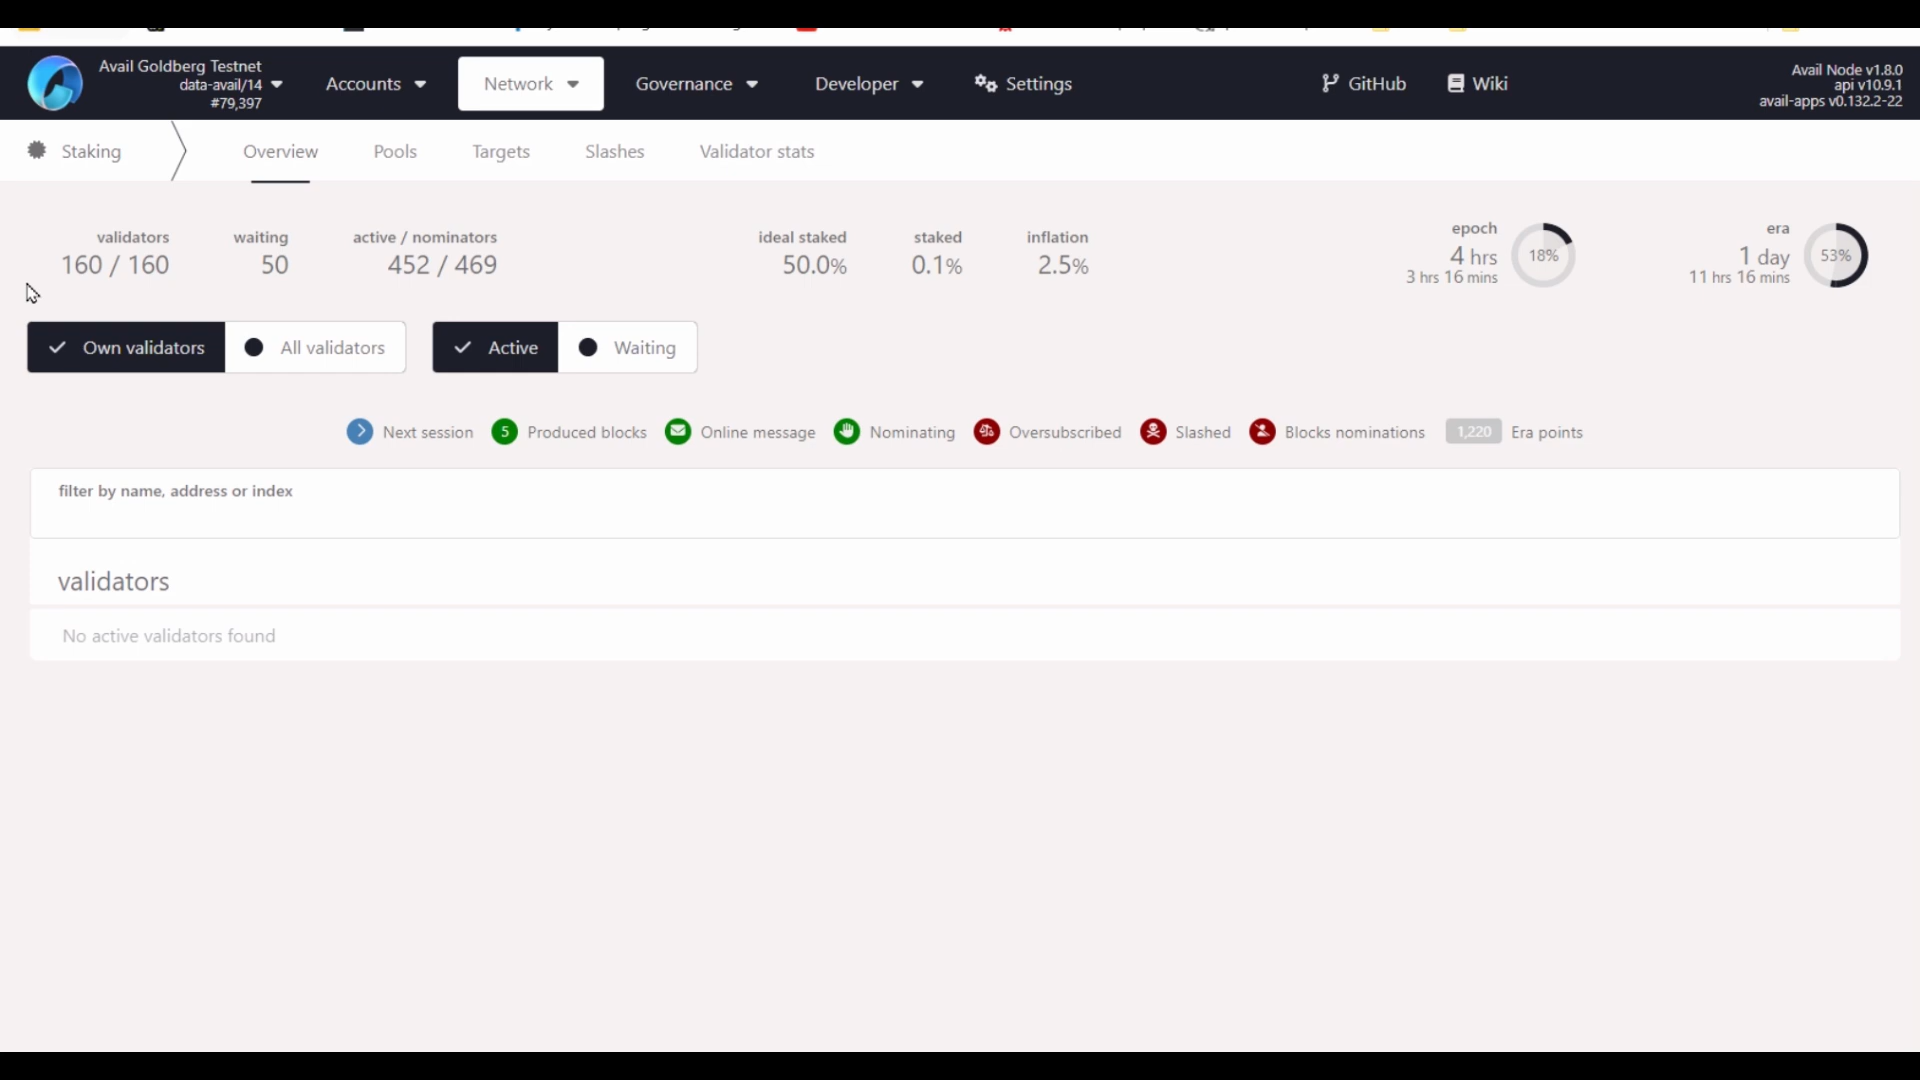 Avail Goldberg Testnet
data-avail/14
#79,397
Accounts
Network
Governance
Developer
Settings
GitHub
Wiki
Avail Node v1.8.0
api v10.9.1
avail-apps v0.132.2-22
Staking
Overview
Pools
Targets
Slashes
Validator stats
validators
160 / 160
waiting
50
active / nominators
452 / 469
ideal staked
50.0%
staked
0.1%
inflation
2.5%
epoch
4 hrs
3 hrs 16 mins
18%
era
1 day
11 hrs 16 mins
53%
Own validators
All validators
Active
Waiting
Next session
5
Produced blocks
Online message
Nominating
Oversubscribed
Slashed
Blocks nominations
1,220
Era points
filter by name, address or index
validators
No active validators found